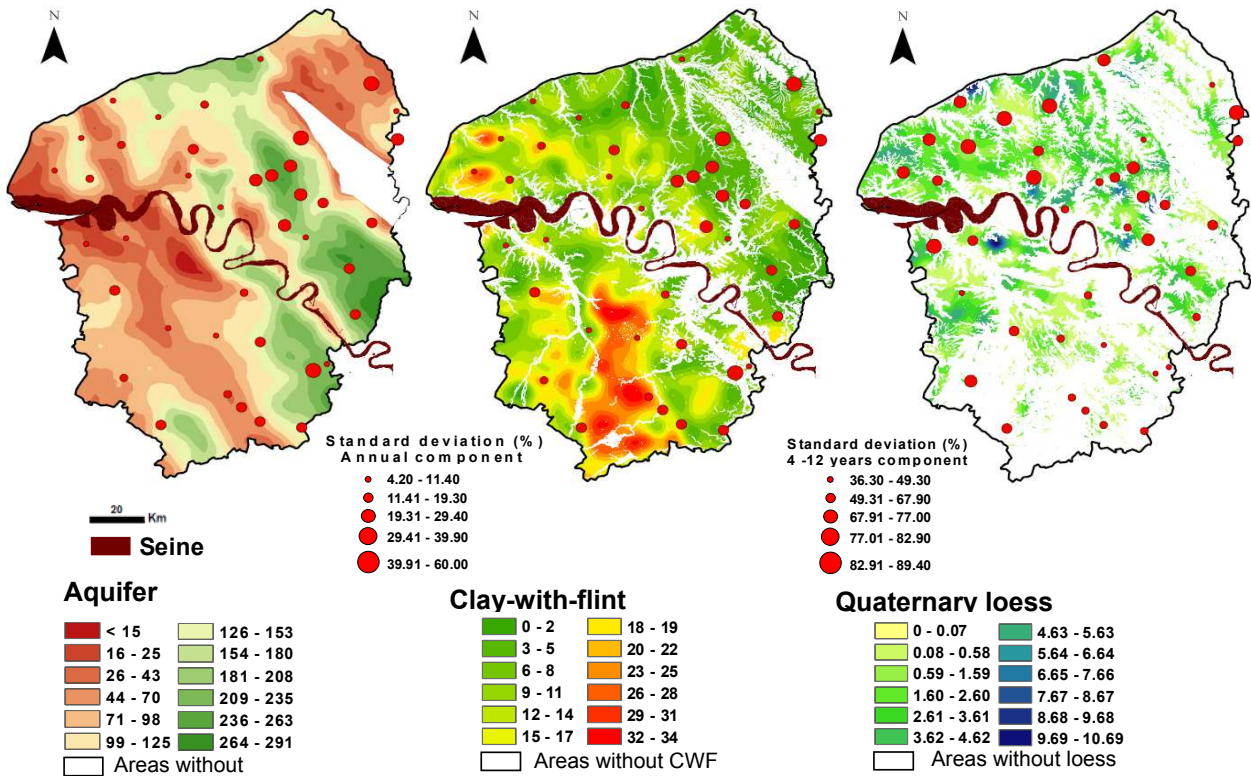 N
N
N
Standard deviation (%)
Annual component
4.20 - 11.40
11.41 - 19.30
19.31 - 29.40
29.41 - 39.90
39.91 - 60.00
Standard deviation (%)
4 -12 years component
36.30 - 49.30
49.31 - 67.90
67.91 - 77.00
77.01 - 82.90
82.91 - 89.40
20
Km
Seine
Aquifer
< 15
16 - 25
26 - 43
44 - 70
71 - 98
99 - 125
126 - 153
154 - 180
181 - 208
209 - 235
236 - 263
264 - 291
Areas without
Clay-with-flint
0 - 2
3 - 5
6 - 8
9 - 11
12 - 14
15 - 17
18 - 19
20 - 22
23 - 25
26 - 28
29 - 31
32 - 34
Areas without CWF
Quaternary loess
0 - 0.07
0.08 - 0.58
0.59 - 1.59
1.60 - 2.60
2.61 - 3.61
3.62 - 4.62
4.63 - 5.63
5.64 - 6.64
6.65 - 7.66
7.67 - 8.67
8.68 - 9.68
9.69 - 10.69
Areas without loess